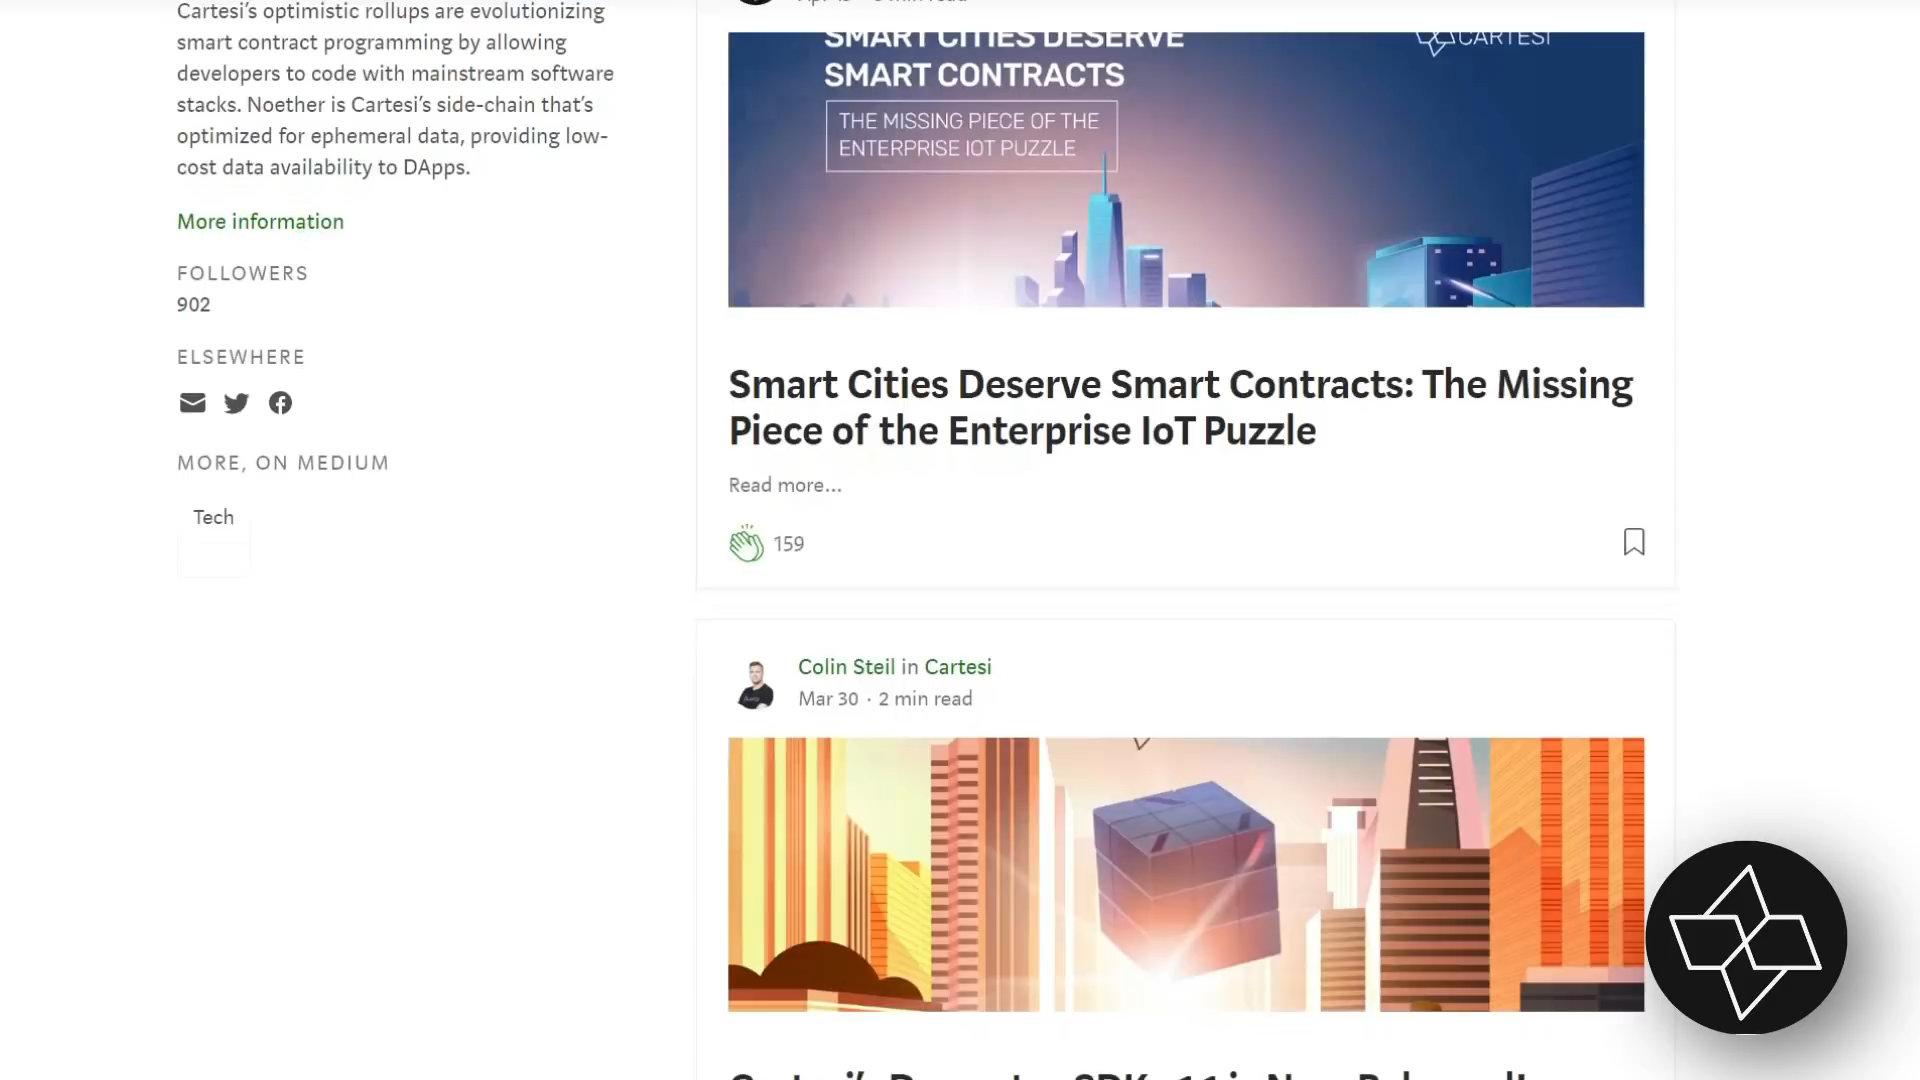 Cartesi's optimistic rollups are evolutionizing
smart contract programming by allowing
developers to code with mainstream software
stacks. Noether is Cartesi's side-chain that's
optimized for ephemeral data, providing low-
cost data availability to DApps.
More information
FOLLOWERS
902
ELSEWHERE
MORE, ON MEDIUM
Tech
SMART CITIES DESERVE
SMART CONTRACTS
THE MISSING PIECE OF THE
ENTERPRISE IOT PUZZLE
CARTESI
Smart Cities Deserve Smart Contracts: The Missing
Piece of the Enterprise IoT Puzzle
Read more...
159
Colin Steil in Cartesi
Mar 30 · 2 min read